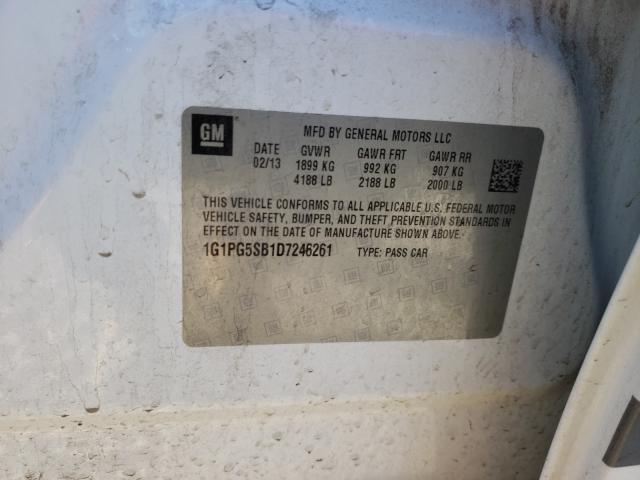 GM
MFD BY GENERAL MOTORS LLC
DATE GVWR GAWR FRT GAWR RR
02/13 1899 KG 992 KG 907 KG
4188 LB 2188 LB 2000 LB
THIS VEHICLE CONFORMS TO ALL APPLICABLE U.S. FEDERAL MOTOR
VEHICLE SAFETY, BUMPER, AND THEFT PREVENTION STANDARDS IN
EFFECT ON THE DATE OF MANUFACTURE SHOWN ABOVE.
1G1PG5SB1D7246261 TYPE: PASS CAR